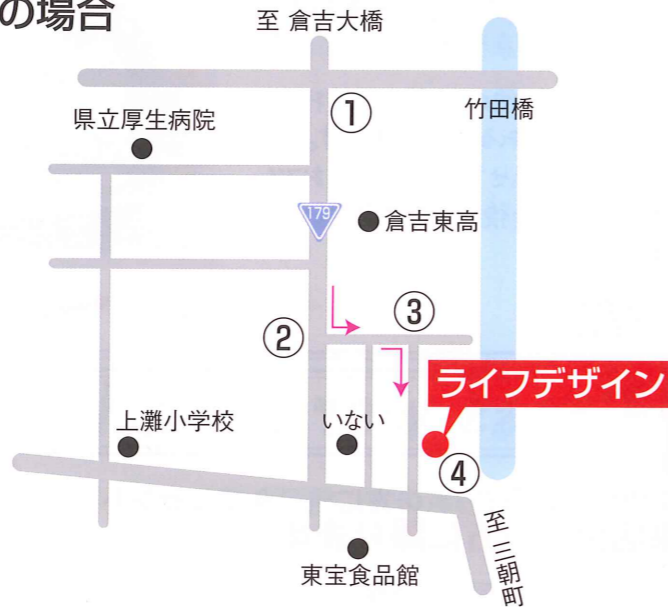 の場合
至 倉吉大橋
①
竹田橋
県立厚生病院
179
倉吉東高
②
③
ライフデザイン
上灘小学校
いない
④
至 三朝町
東宝食品館